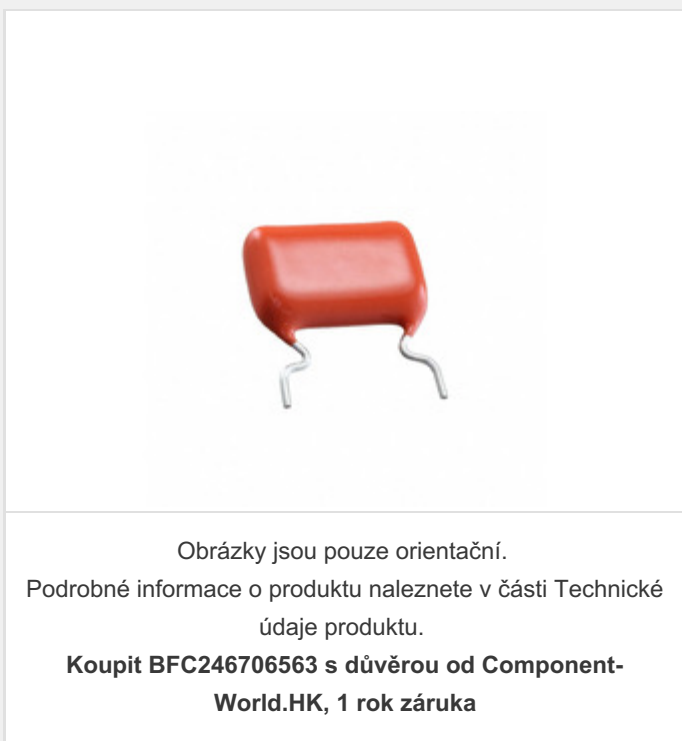 Obrázky jsou pouze orientační.
Podrobné informace o produktu naleznete v části Technické
údaje produktu.
Koupit BFC246706563 s důvěrou od Component-
World.HK, 1 rok záruka